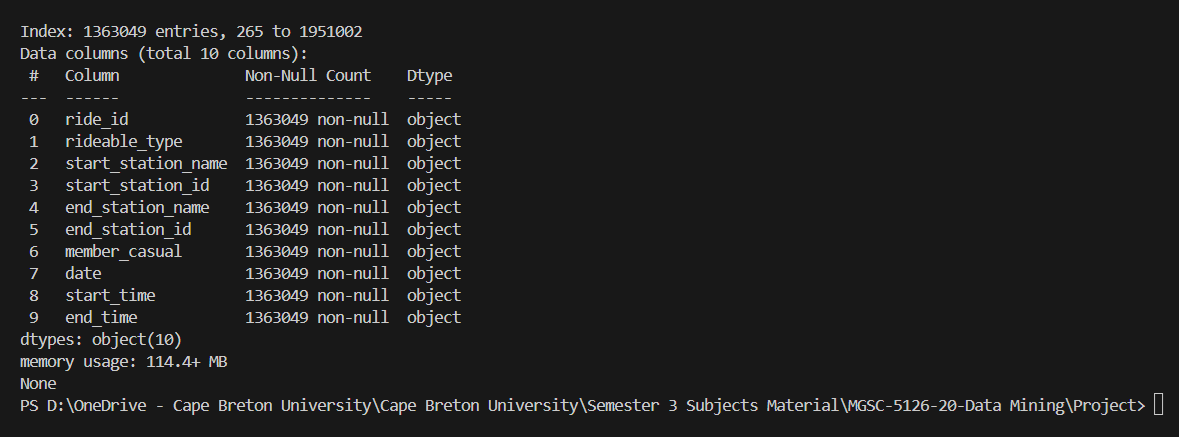 Index: 1363049 entries, 265 to 1951002
Data columns (total 10 columns):
 #   Column              Non-Null Count    Dtype
---  ------              --------------    -----
 0   ride_id             1363049 non-null  object
 1   rideable_type       1363049 non-null  object
 2   start_station_name  1363049 non-null  object
 3   start_station_id    1363049 non-null  object
 4   end_station_name    1363049 non-null  object
 5   end_station_id      1363049 non-null  object
 6   member_casual       1363049 non-null  object
 7   date                1363049 non-null  object
 8   start_time          1363049 non-null  object
 9   end_time            1363049 non-null  object
dtypes: object(10)
memory usage: 114.4+ MB
None
PS D:\OneDrive - Cape Breton University\Cape Breton University\Semester 3 Subjects Material\MGSC-5126-20-Data Mining\Project>